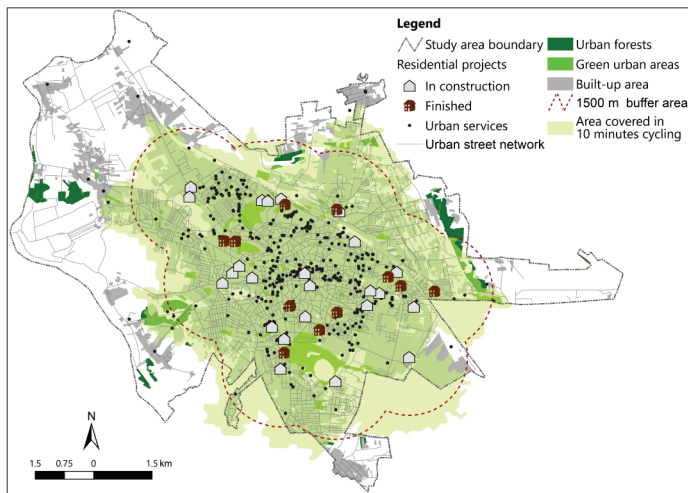 Legend
Study area boundary
Residential projects
In construction
Finished
Urban services
Urban street network
Urban forests
Green urban areas
Built-up area
1500 m buffer area
Area covered in
10 minutes cycling
N
1.5 0.75 0 1.5 km